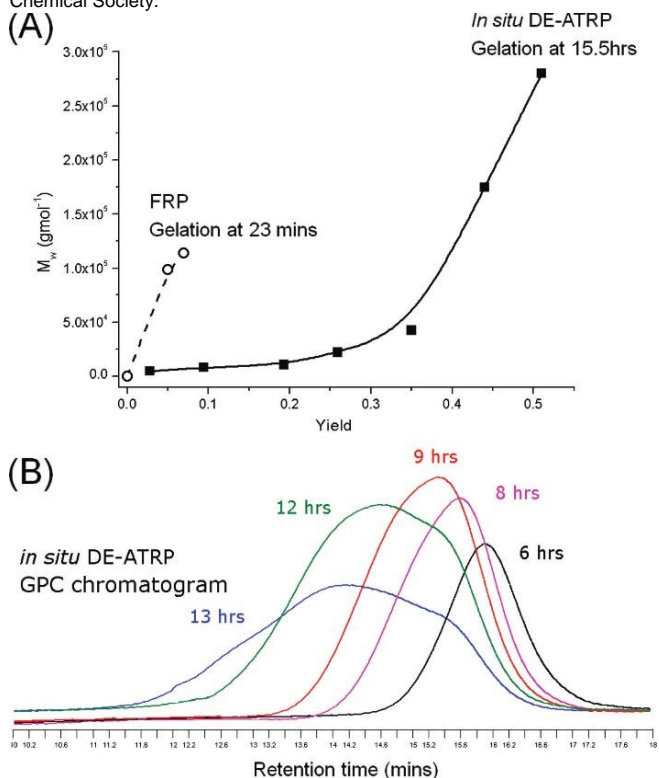 Chemical Society.
(A)
In situ DE-ATRP
Gelation at 15.5hrs
3.0x10⁵
2.5x10⁵
2.0x10⁵
1.5x10⁵
1.0x10⁵
5.0x10⁴
0.0
Mw (gmol⁻¹)
FRP
Gelation at 23 mins
0.0 0.1 0.2 0.3 0.4 0.5
Yield
(B)
9 hrs
12 hrs
8 hrs
6 hrs
in situ DE-ATRP
GPC chromatogram
13 hrs
10.2 10.6 11 11.2 11.6 12 12.2 12.6 13 13.2 13.6 14 14.2 14.6 15 15.2 15.6 16 16.2 16.6 17 17.2 17.6 18
Retention time (mins)